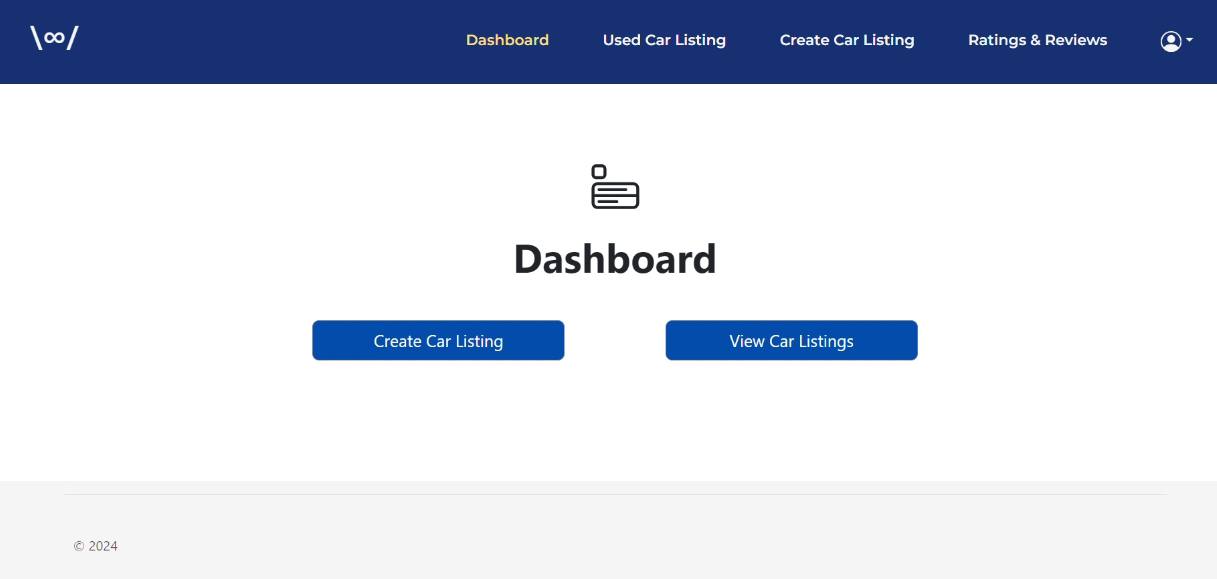 \∞/
Dashboard
Used Car Listing
Create Car Listing
Ratings & Reviews
Dashboard
Create Car Listing
View Car Listings
© 2024